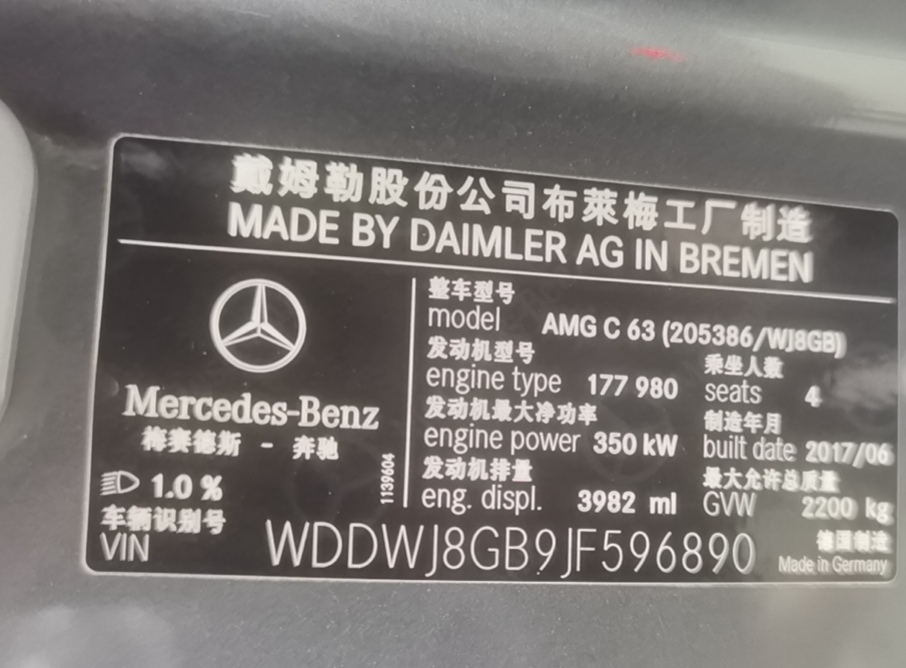 戴姆勒股份公司布莱梅工厂制造
MADE BY DAIMLER AG IN BREMEN
Mercedes-Benz
梅赛德斯 - 奔驰
1.0 %
1139604
整车型号
model AMG C 63 (205386/WJ8GB)
发动机型号
engine type 177 980
乘坐人数
seats 4
发动机最大净功率
engine power 350 kW
制造年月
built date 2017/06
发动机排量
eng. displ. 3982 ml
最大允许总质量
GVW 2200 kg
车辆识别号
VIN WDDWJ8GB9JF596890
德国制造
Made in Germany